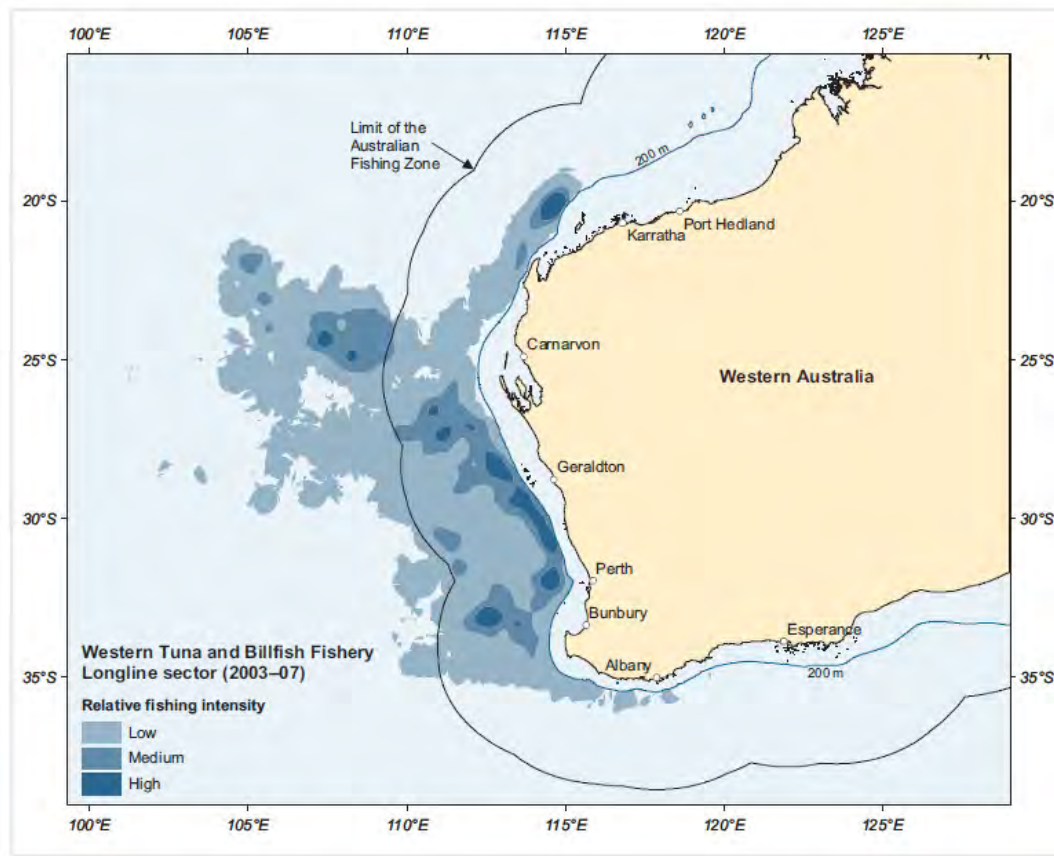 100°E 105°E 110°E 115°E 120°E 125°E
Limit of the
Australian
Fishing Zone
200 m
20°S 20°S
Port Hedland
Karratha
25°S 25°S
Carnarvon
Western Australia
Geraldton
30°S 30°S
Perth
Bunbury
Esperance
Albany
200 m
35°S 35°S
Western Tuna and Billfish Fishery
Longline sector (2003–07)
Relative fishing intensity
Low
Medium
High
100°E 105°E 110°E 115°E 120°E 125°E